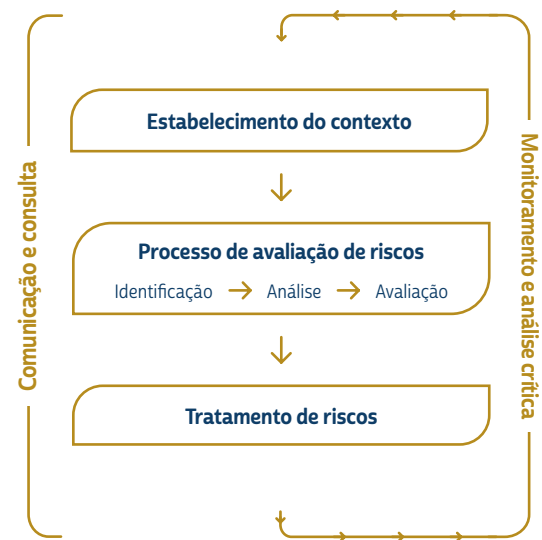 Comunicação e consulta
Estabelecimento do contexto
Processo de avaliação de riscos
Identificação → Análise → Avaliação
Tratamento de riscos
Monitoramento e análise crítica